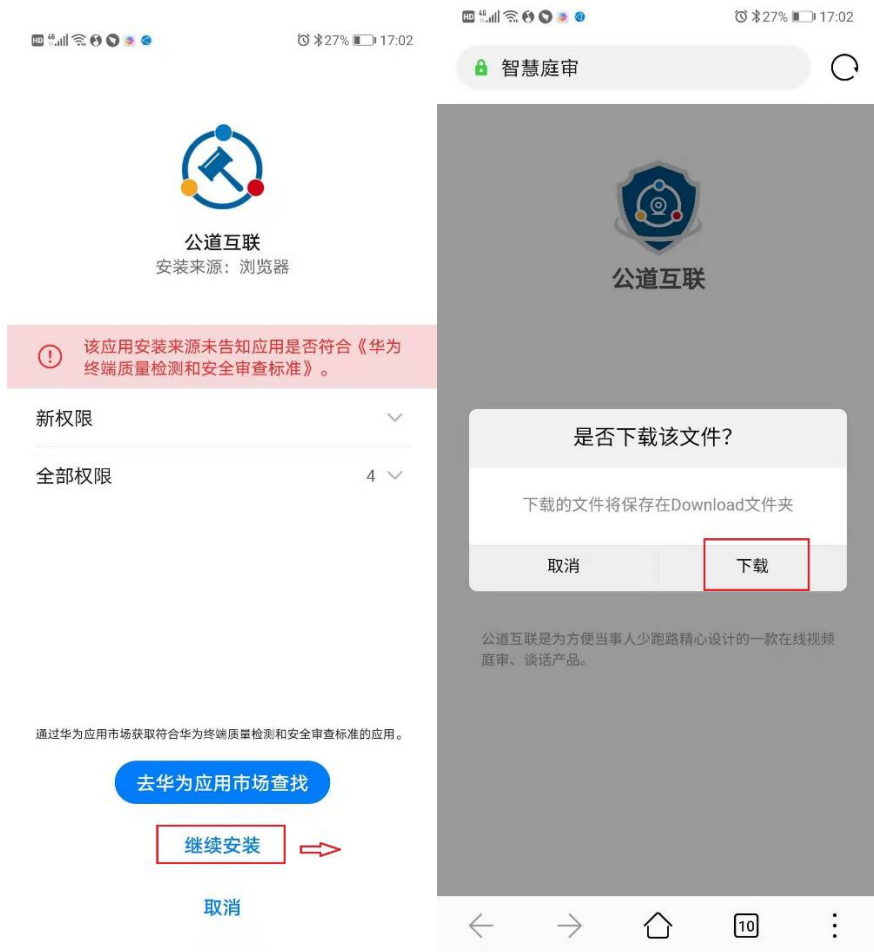 HD 46 27% 17:02
公道互联
安装来源：浏览器
该应用安装来源未告知应用是否符合《华为
终端质量检测和安全审查标准》。
新权限
全部权限 4
通过华为应用市场获取符合华为终端质量检测和安全审查标准的应用。
去华为应用市场查找
继续安装
取消
HD 46 27% 17:02
智慧庭审
公道互联
是否下载该文件？
下载的文件将保存在Download文件夹
取消 下载
公道互联是为方便当事人少跑路精心设计的一款在线视频
庭审、谈话产品。
10